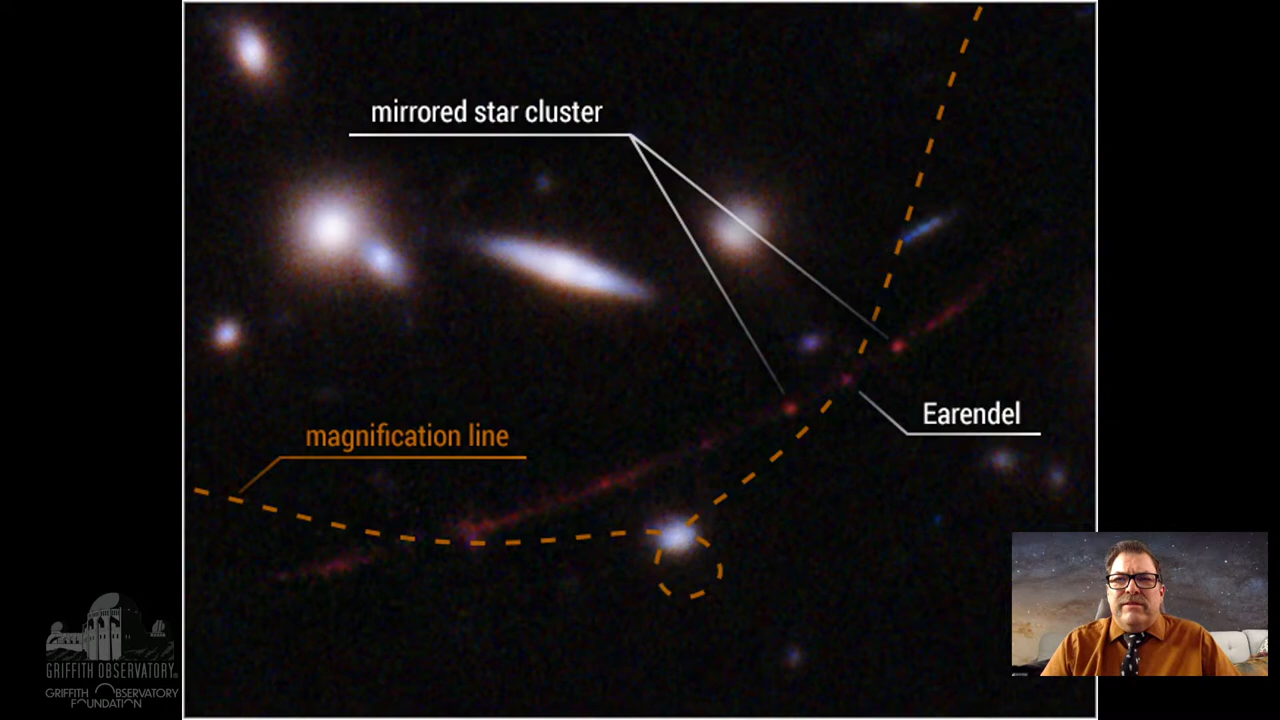 mirrored star cluster
Earendel
magnification line
GRIFFITH OBSERVATORY
GRIFFITH OBSERVATORY
FOUNDATION